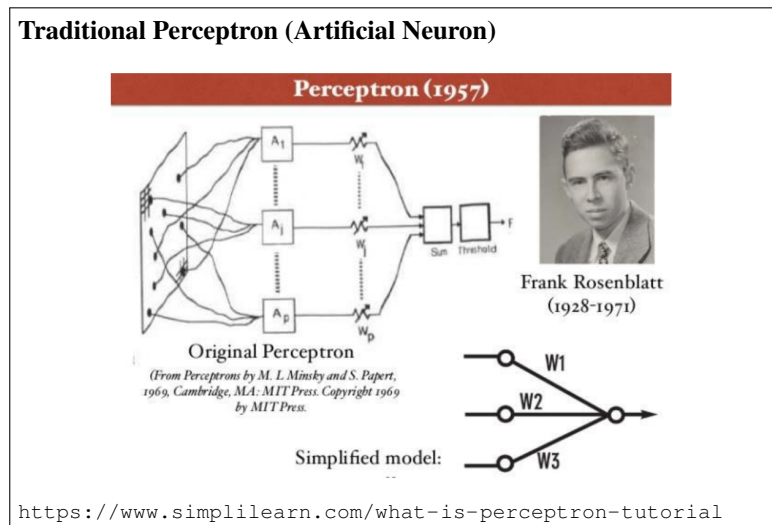 Traditional Perceptron (Artificial Neuron)
Perceptron (1957)
A1
W1
Aj
Wj
Ap
Wp
Sum
Threshold
F
Original Perceptron
(From Perceptrons by M. L Minsky and S. Papert,
1969, Cambridge, MA: MIT Press. Copyright 1969
by MIT Press.
Frank Rosenblatt
(1928-1971)
Simplified model:
W1
W2
W3
https://www.simplilearn.com/what-is-perceptron-tutorial